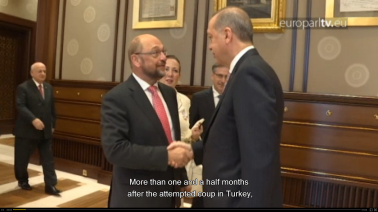 europarltv.eu
More than one and a half months
after the attempted coup in Turkey,